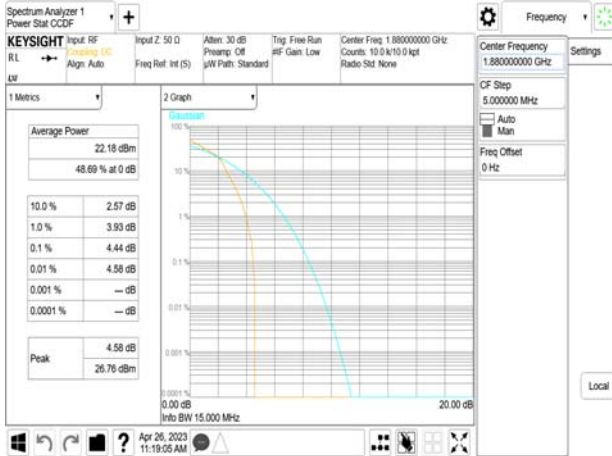 Spectrum Analyzer 1
Power Stat CCDF
+
Frequency
KEYSIGHT
RL
Input: RF
Coupling: DC
Align: Auto
Input Z: 50 Ω
Freq Ref: Int (S)
Atten: 30 dB
Preamp: Off
µW Path: Standard
Trig: Free Run
#IF Gain: Low
Center Freq: 1.880000000 GHz
Counts: 10.0 k/10.0 kpt
Radio Std: None
Center Frequency
1.880000000 GHz
Settings
CF Step
5.000000 MHz
Auto
Man
Freq Offset
0 Hz
Local
1 Metrics
Average Power
22.18 dBm
48.69 % at 0 dB
10.0 % 2.57 dB
1.0 % 3.93 dB
0.1 % 4.44 dB
0.01 % 4.58 dB
0.001 % — dB
0.0001 % — dB
Peak
4.58 dB
26.76 dBm
2 Graph
Gaussian
100 %
10 %
1 %
0.1 %
0.01 %
0.001 %
0.0001 %
0.00 dB
20.00 dB
Info BW 15.000 MHz
?
Apr 26, 2023
11:19:05 AM